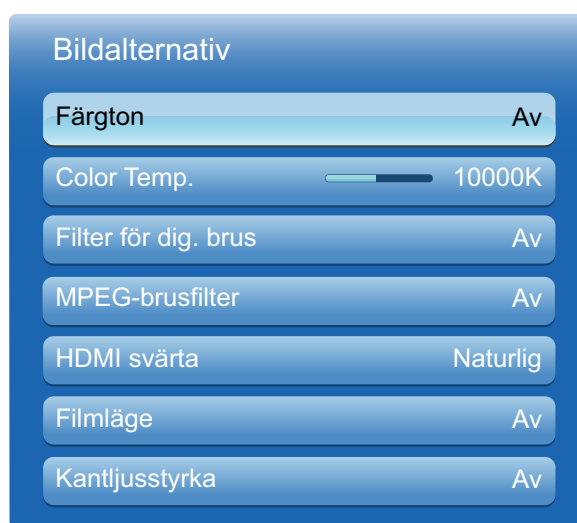 Bildalternativ
Färgton Av
Color Temp. 10000K
Filter för dig. brus Av
MPEG-brusfilter Av
HDMI svärta Naturlig
Filmläge Av
Kantljusstyrka Av